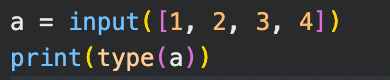 a = input([1, 2, 3, 4])
print(type(a))